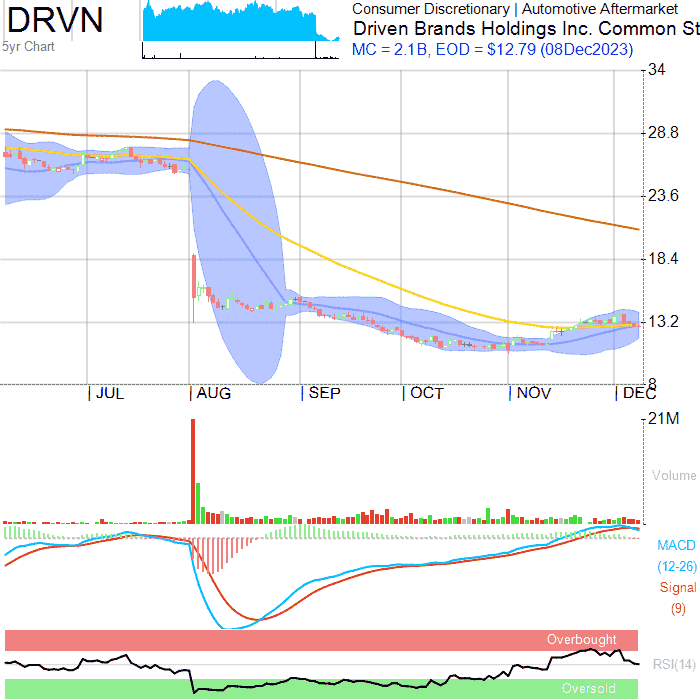 DRVN
5yr Chart
Consumer Discretionary | Automotive Aftermarket
Driven Brands Holdings Inc. Common St
MC = 2.1B, EOD = $12.79 (08Dec2023)
34
28.8
23.6
18.4
13.2
8
JUL AUG SEP OCT NOV DEC
21M
Volume
MACD
(12-26)
Signal
(9)
Overbought
RSI(14)
Oversold